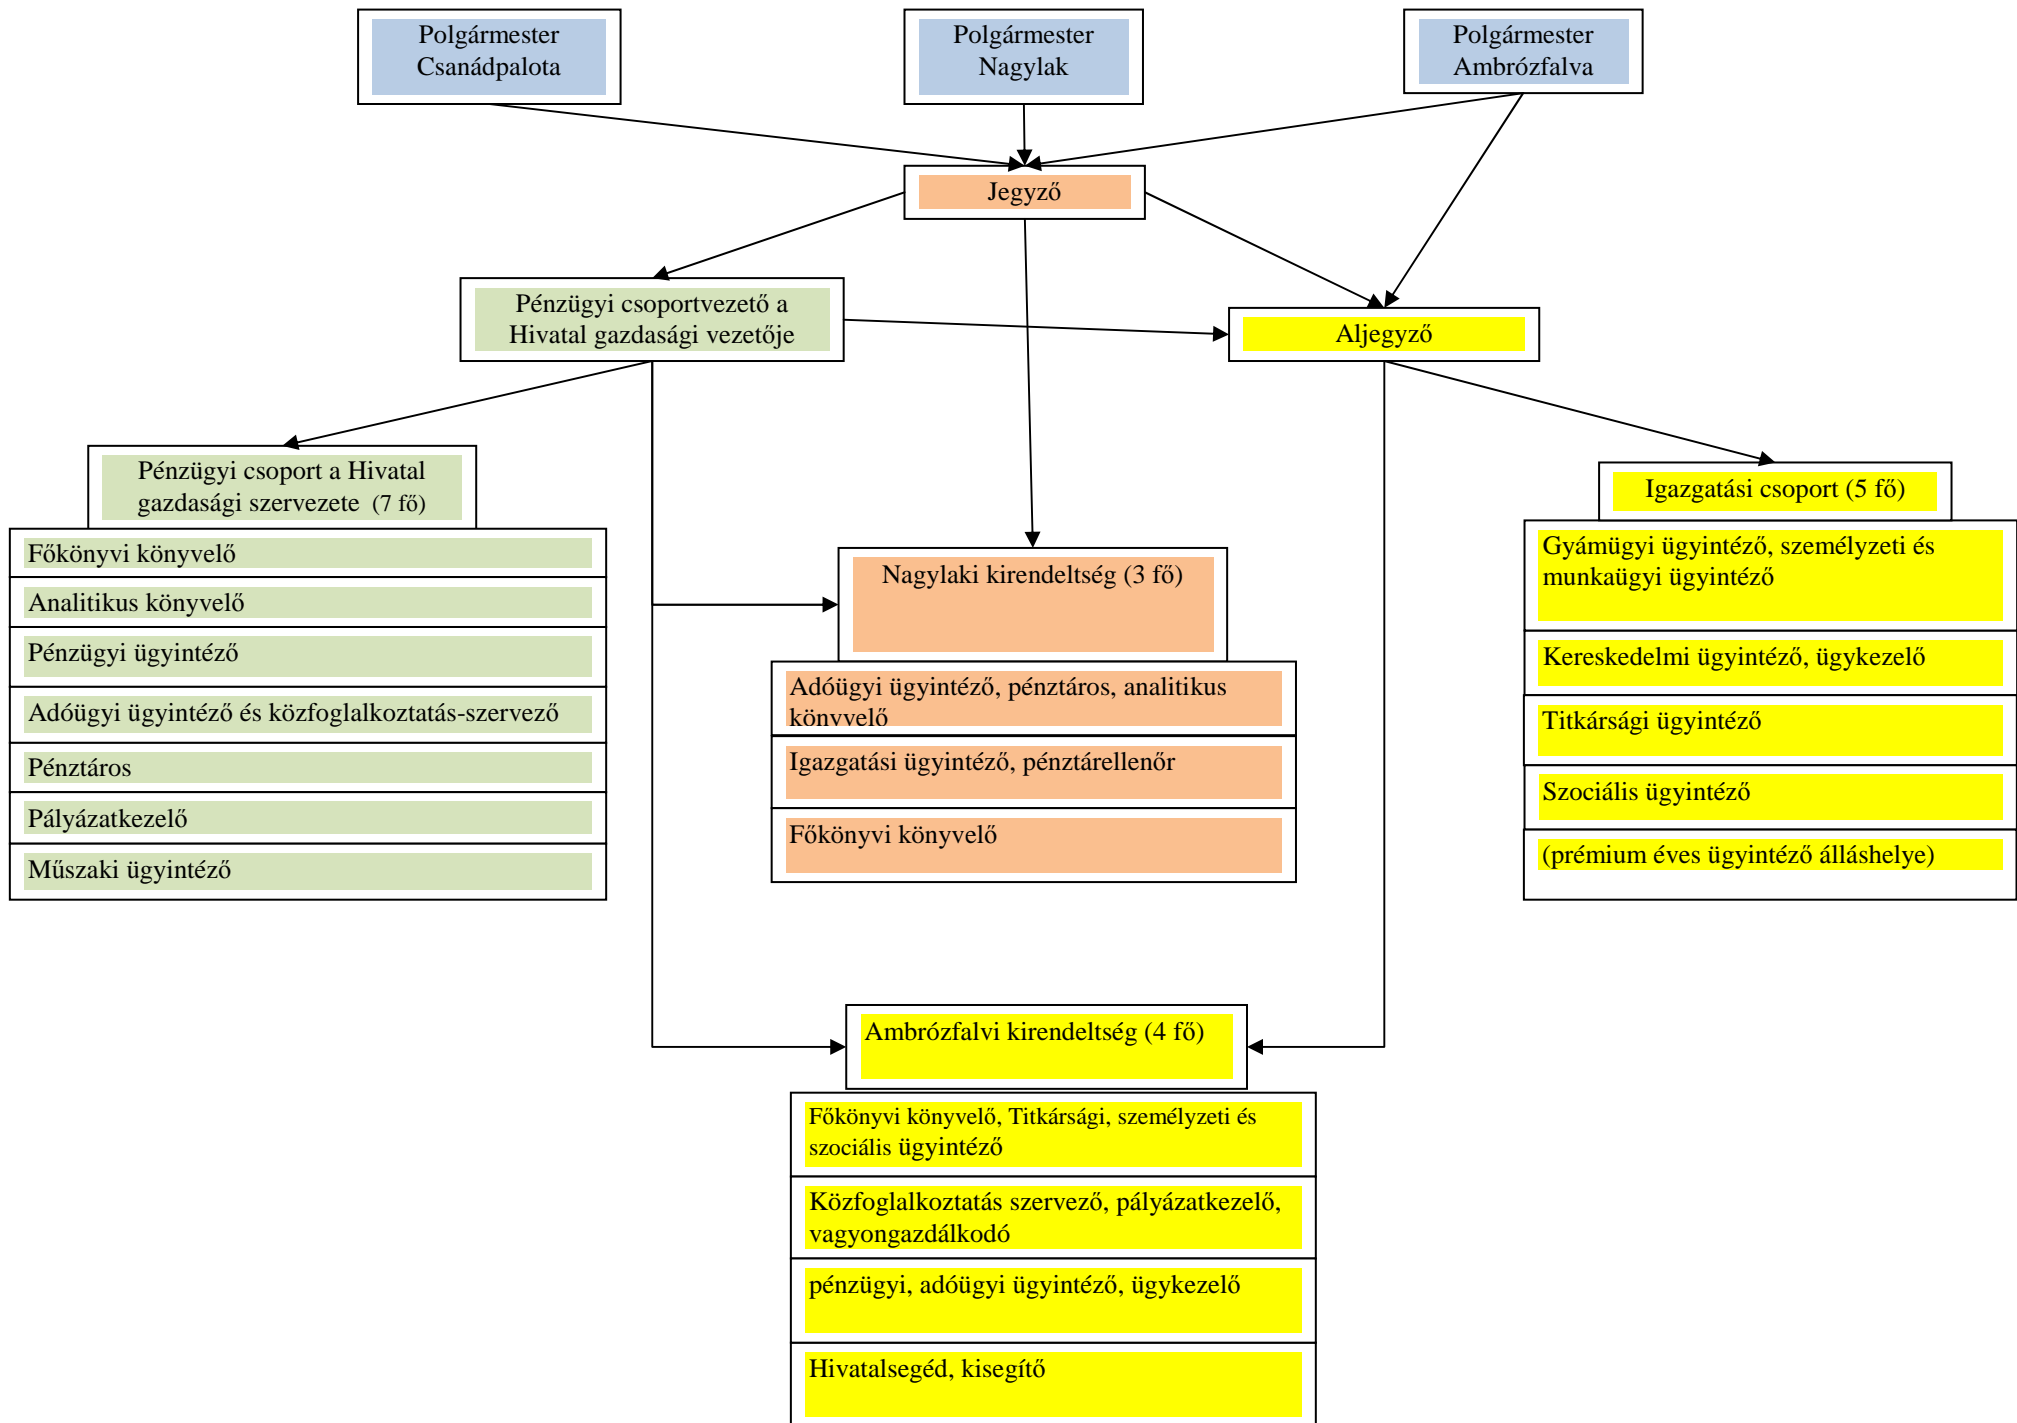 Polgármester
Csanádpalota
Polgármester
Nagylak
Polgármester
Ambrózfalva
Jegyző
Pénzügyi csoportvezető a
Hivatal gazdasági vezetője
Aljegyző
Pénzügyi csoport a Hivatal
gazdasági szervezete (7 fő)
Főkönyvi könyvelő
Analitikus könyvelő
Pénzügyi ügyintéző
Adóügyi ügyintéző és közfoglalkoztatás-szervező
Pénztáros
Pályázatkezelő
Műszaki ügyintéző
Nagylaki kirendeltség (3 fő)
Adóügyi ügyintéző, pénztáros, analitikus
könyvelő
Igazgatási ügyintéző, pénztárellenőr
Főkönyvi könyvelő
Igazgatási csoport (5 fő)
Gyámügyi ügyintéző, személyzeti és
munkaügyi ügyintéző
Kereskedelmi ügyintéző, ügykezelő
Titkársági ügyintéző
Szociális ügyintéző
(prémium éves ügyintéző álláshelye)
Ambrózfalvi kirendeltség (4 fő)
Főkönyvi könyvelő, Titkársági, személyzeti és
szociális ügyintéző
Közfoglalkoztatás szervező, pályázatkezelő,
vagyongazdálkodó
pénzügyi, adóügyi ügyintéző, ügykezelő
Hivatalsegéd, kisegítő